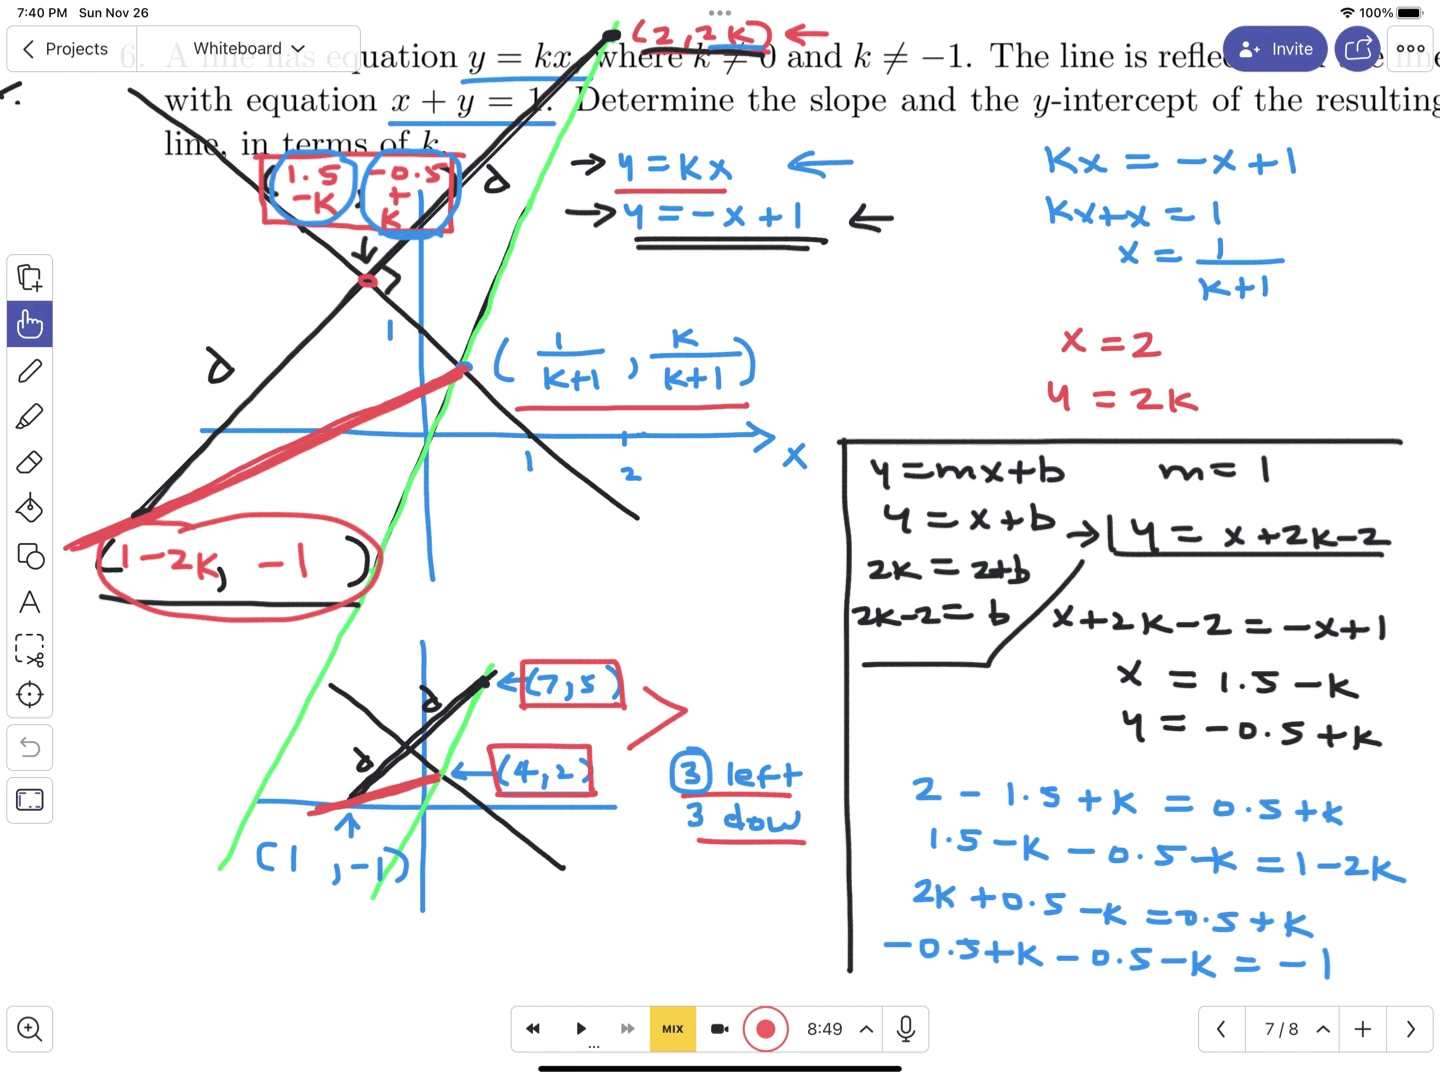 7:40 PM Sun Nov 26
100%
Projects
Whiteboard
Invite
6. A line has equation y = kx, where k ≠ 0 and k ≠ −1. The line is refle
with equation x + y = 1. Determine the slope and the y-intercept of the resulting
line, in terms of k.
(2, 2k) ←
(1.5 - k, -0.5 + k)
d
d
→ y = kx ←
→ y = -x + 1 ←
kx = -x + 1
kx + x = 1
x = 1/(k+1)
1
(1/(k+1), k/(k+1))
x = 2
y = 2k
1
2
x
(1-2k, -1)
y = mx + b
m = 1
y = x + b
→ y = x + 2k - 2
2k = 2 + b
2k - 2 = b
x + 2k - 2 = -x + 1
x = 1.5 - k
y = -0.5 + k
d
← (7, 5)
d
← (4, 2)
3 left
3 dow
(1, -1)
2 - 1.5 + k = 0.5 + k
1.5 - k - 0.5 - k = 1 - 2k
2k + 0.5 - k = 0.5 + k
-0.5 + k - 0.5 - k = -1
A
MIX
8:49
7 / 8